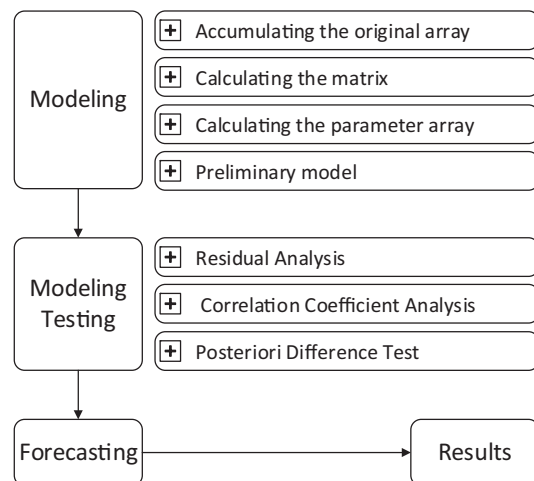 Modeling
Accumulating the original array
Calculating the matrix
Calculating the parameter array
Preliminary model
Modeling
Testing
Residual Analysis
Correlation Coefficient Analysis
Posteriori Difference Test
Forecasting
Results